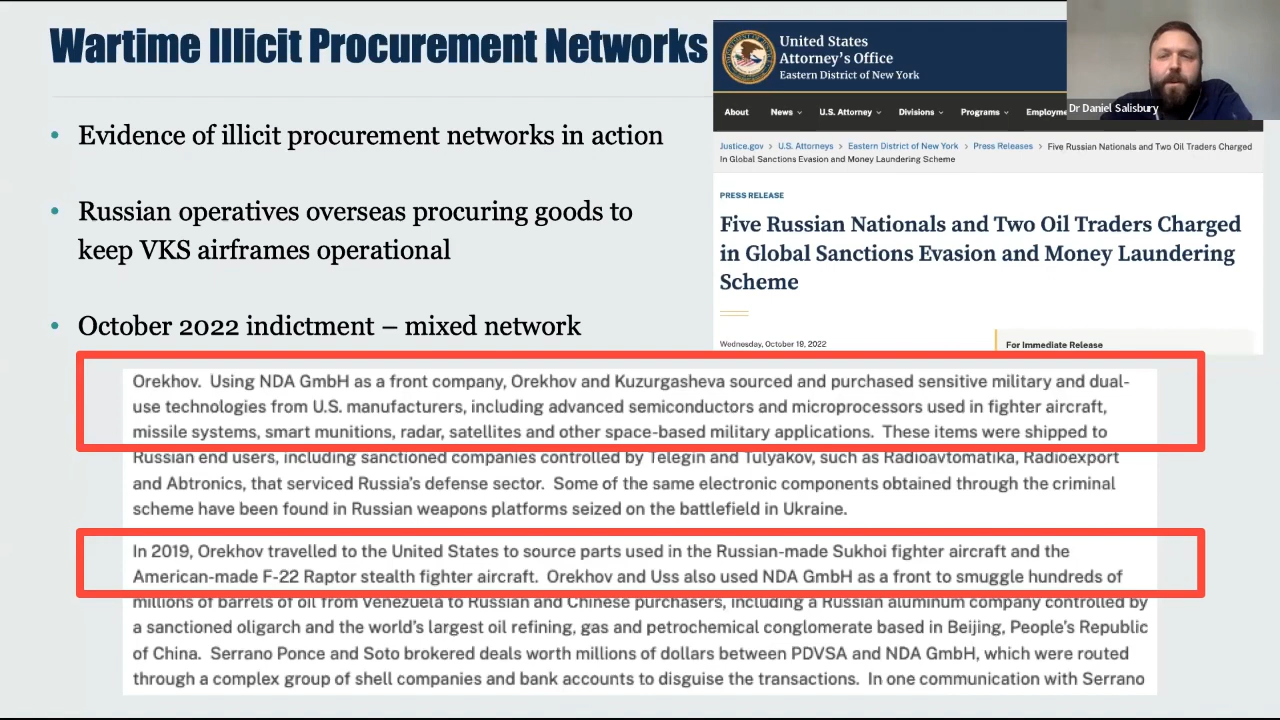 Wartime Illicit Procurement Networks
• Evidence of illicit procurement networks in action
• Russian operatives overseas procuring goods to
keep VKS airframes operational
• October 2022 indictment – mixed network
United States
Attorney's Office
Eastern District of New York
Dr Daniel Salisbury
About News U.S. Attorney Divisions Programs Employme
Justice.gov > U.S. Attorneys > Eastern District of New York > Press Releases > Five Russian Nationals and Two Oil Traders Charged
In Global Sanctions Evasion and Money Laundering Scheme
PRESS RELEASE
Five Russian Nationals and Two Oil Traders Charged
in Global Sanctions Evasion and Money Laundering
Scheme
Wednesday, October 19, 2022
For Immediate Release
Orekhov. Using NDA GmbH as a front company, Orekhov and Kuzurgasheva sourced and purchased sensitive military and dual-
use technologies from U.S. manufacturers, including advanced semiconductors and microprocessors used in fighter aircraft,
missile systems, smart munitions, radar, satellites and other space-based military applications. These items were shipped to
Russian end users, including sanctioned companies controlled by Telegin and Tulyakov, such as Radioavtomatika, Radioexport
and Abtronics, that serviced Russia's defense sector. Some of the same electronic components obtained through the criminal
scheme have been found in Russian weapons platforms seized on the battlefield in Ukraine.
In 2019, Orekhov travelled to the United States to source parts used in the Russian-made Sukhoi fighter aircraft and the
American-made F-22 Raptor stealth fighter aircraft. Orekhov and Uss also used NDA GmbH as a front to smuggle hundreds of
millions of barrels of oil from Venezuela to Russian and Chinese purchasers, including a Russian aluminum company controlled by
a sanctioned oligarch and the world's largest oil refining, gas and petrochemical conglomerate based in Beijing, People's Republic
of China. Serrano Ponce and Soto brokered deals worth millions of dollars between PDVSA and NDA GmbH, which were routed
through a complex group of shell companies and bank accounts to disguise the transactions. In one communication with Serrano